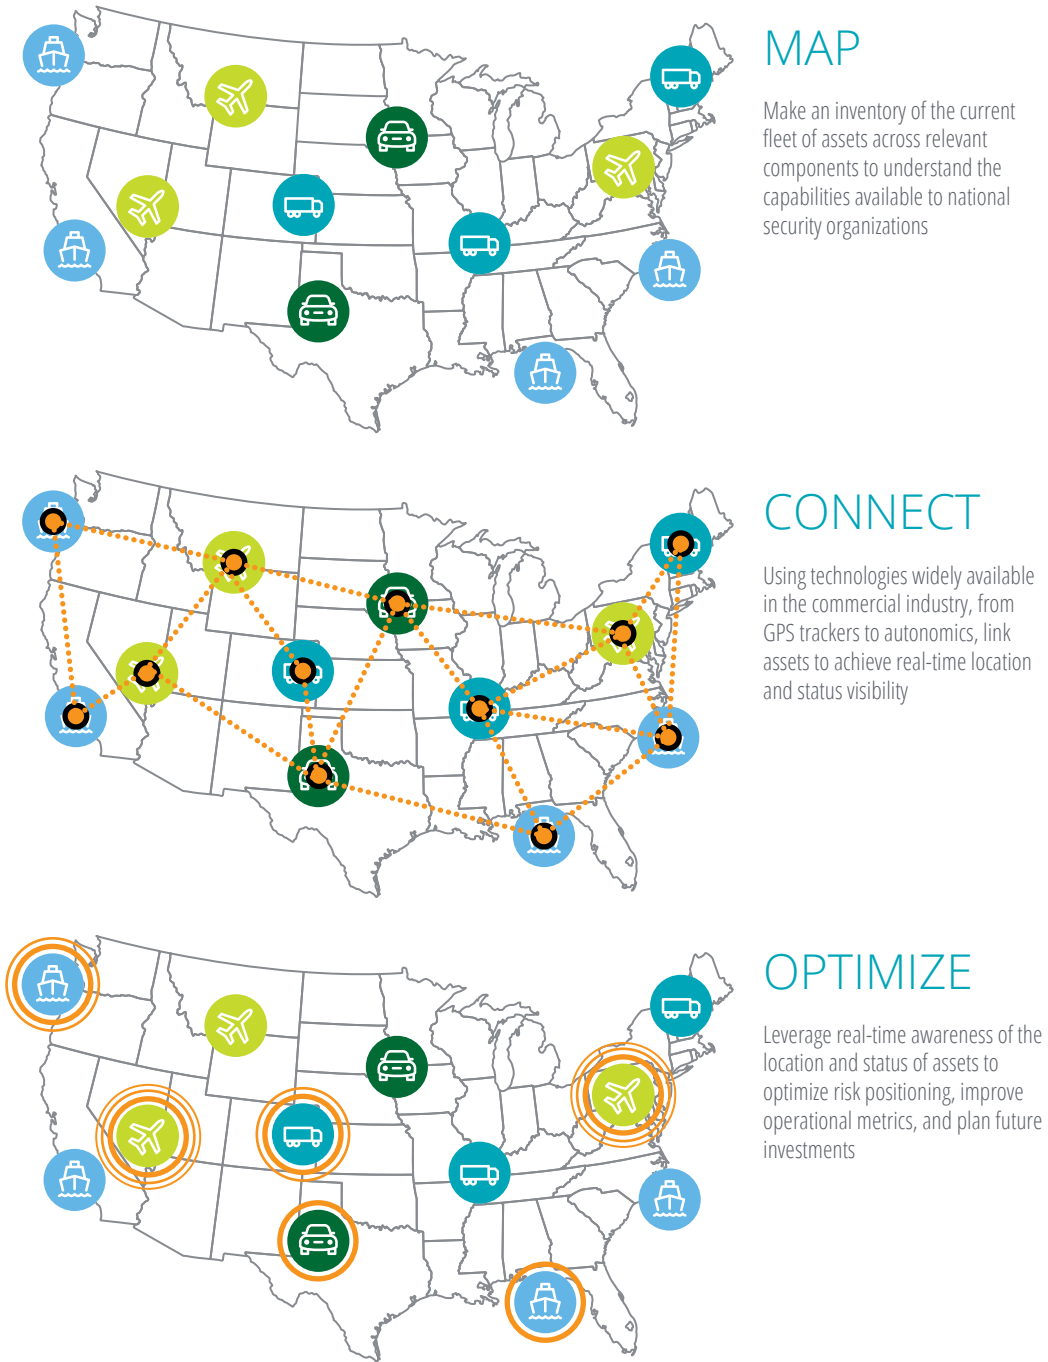 MAP
Make an inventory of the current
fleet of assets across relevant
components to understand the
capabilities available to national
security organizations
CONNECT
Using technologies widely available
in the commercial industry, from
GPS trackers to autonomics, link
assets to achieve real-time location
and status visibility
OPTIMIZE
Leverage real-time awareness of the
location and status of assets to
optimize risk positioning, improve
operational metrics, and plan future
investments